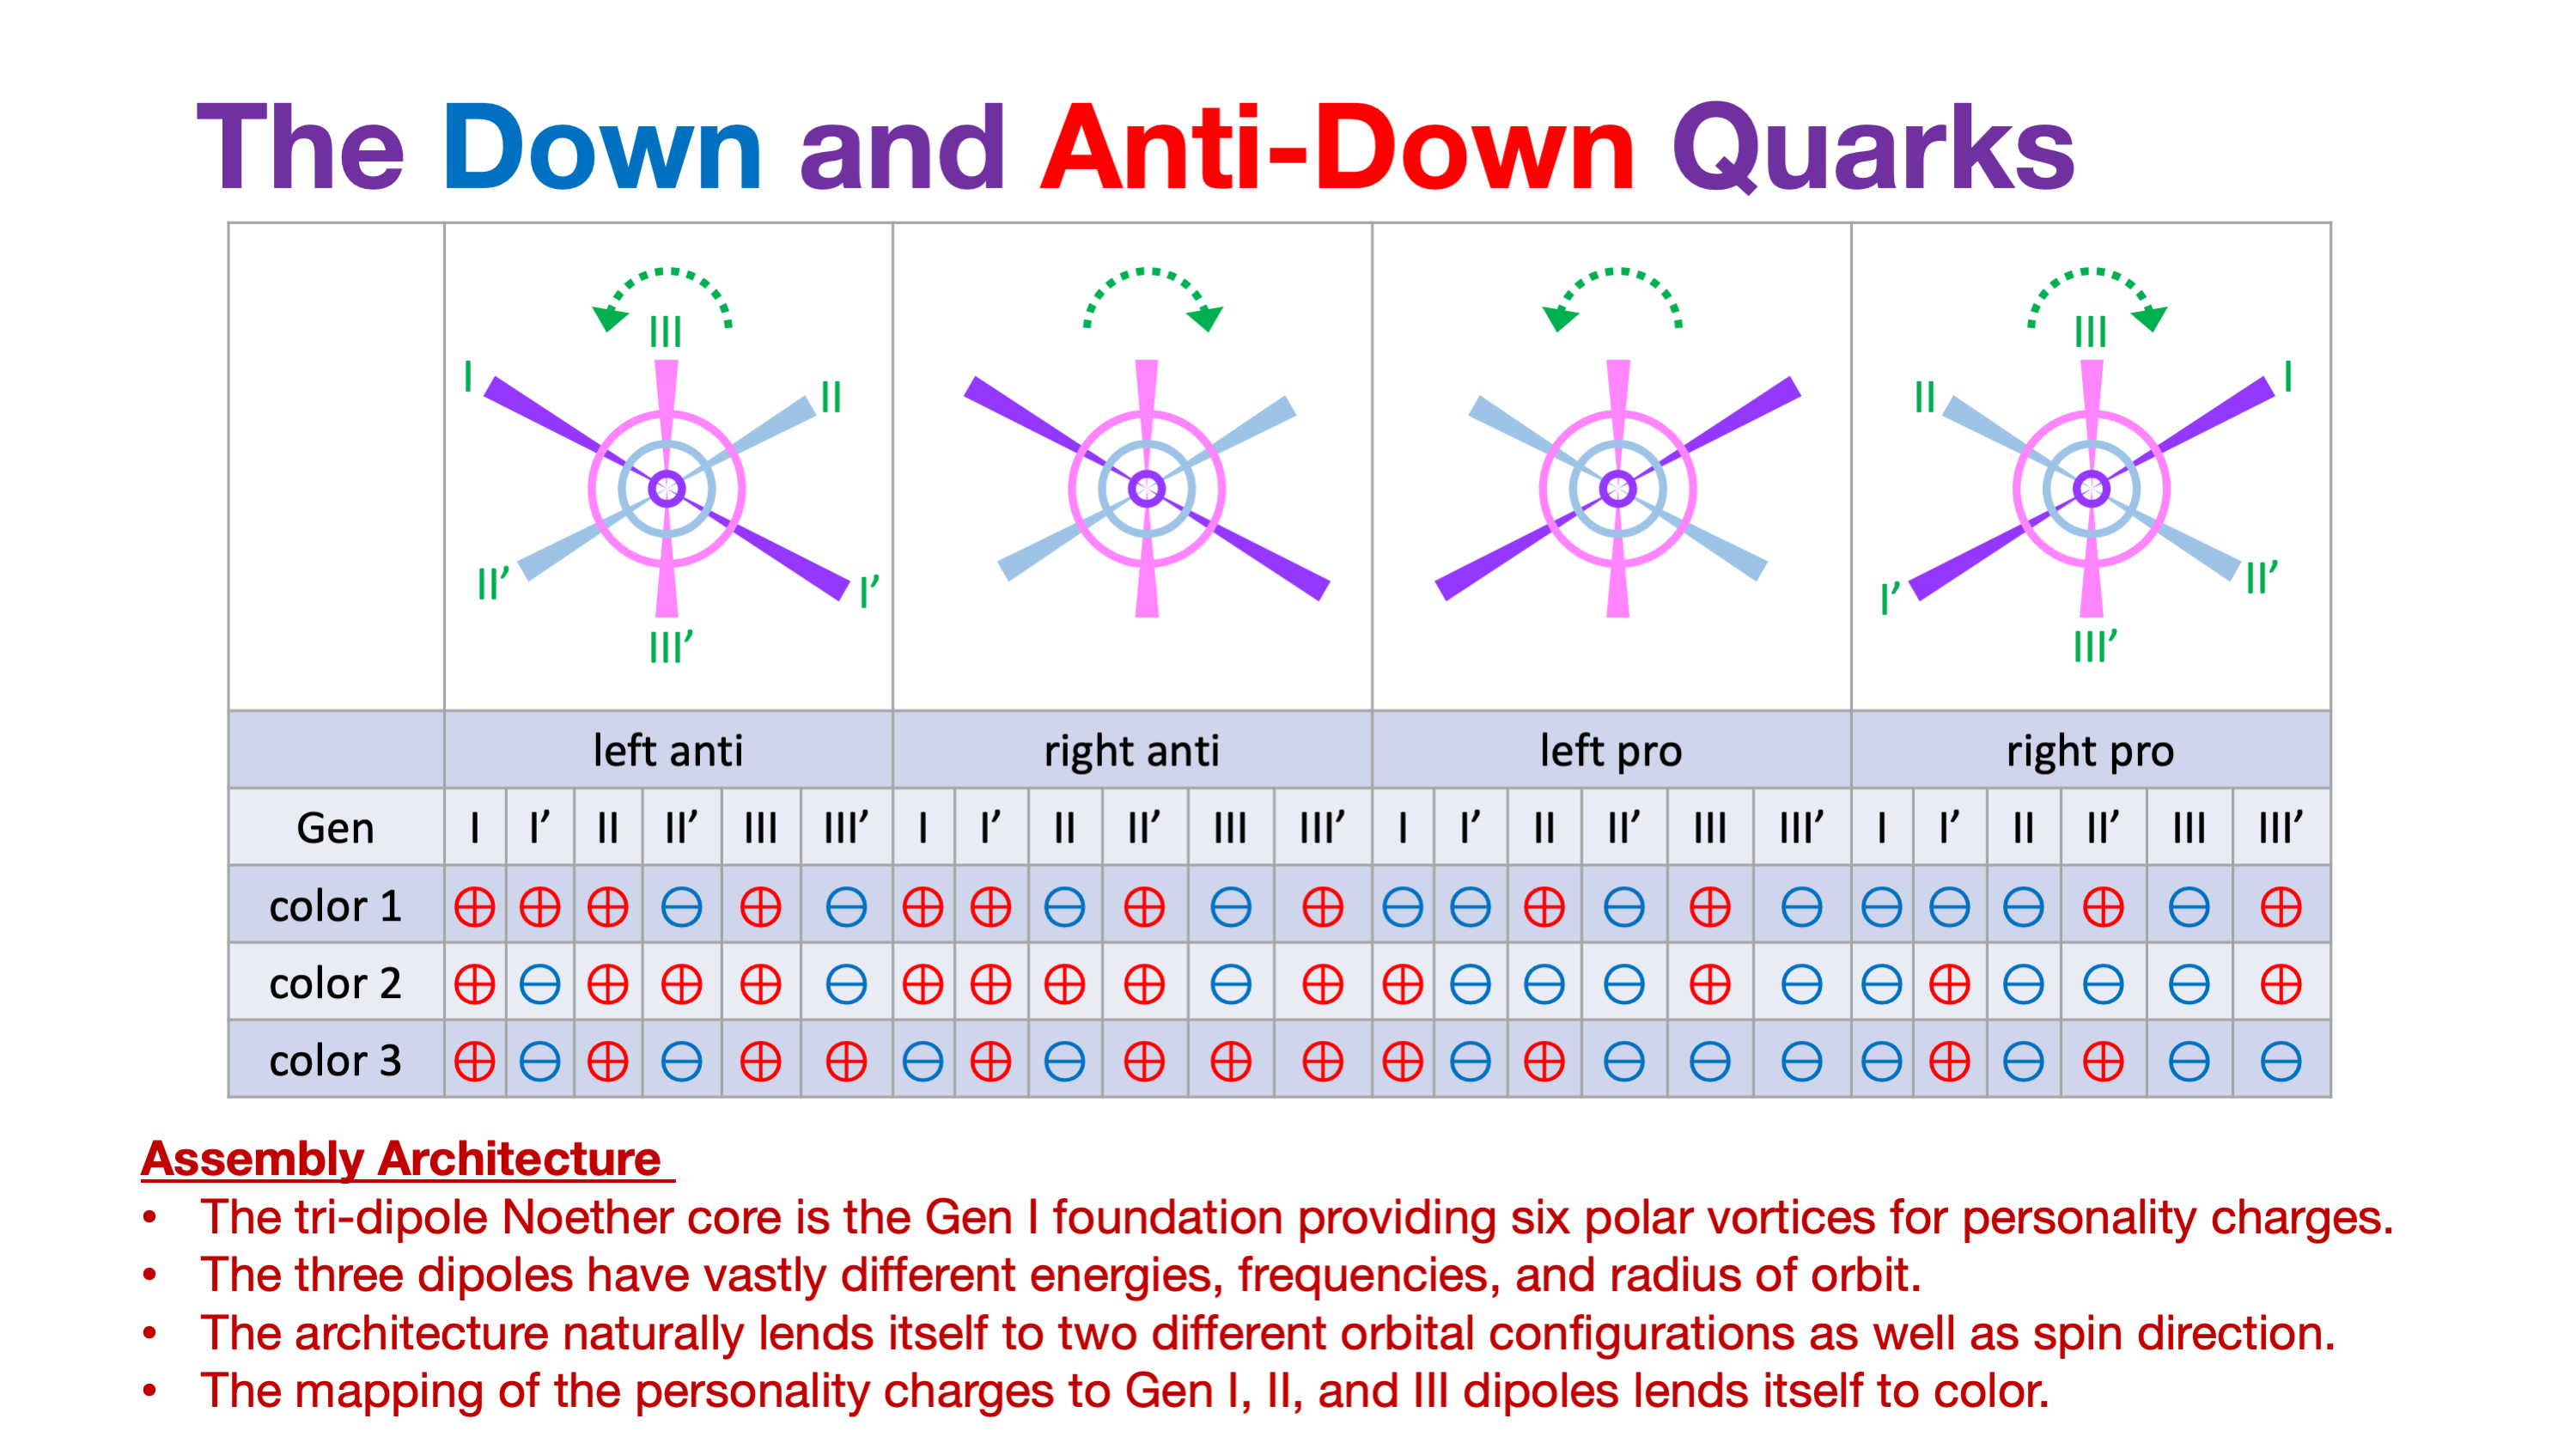 The Down and Anti-Down Quarks
III III
I II II I
II’ I’ I’ II’
III’ III’
left anti right anti left pro right pro
Gen I I’ II II’ III III’ I I’ II II’ III III’ I I’ II II’ III III’ I I’ II II’ III III’
color 1 ⊕ ⊕ ⊕ ⊖ ⊕ ⊖ ⊕ ⊕ ⊖ ⊕ ⊖ ⊕ ⊖ ⊖ ⊕ ⊖ ⊕ ⊖ ⊖ ⊖ ⊖ ⊕ ⊖ ⊕
color 2 ⊕ ⊖ ⊕ ⊕ ⊕ ⊖ ⊕ ⊕ ⊕ ⊕ ⊖ ⊕ ⊕ ⊖ ⊖ ⊖ ⊕ ⊖ ⊖ ⊕ ⊖ ⊖ ⊖ ⊕
color 3 ⊕ ⊖ ⊕ ⊖ ⊕ ⊕ ⊖ ⊕ ⊖ ⊕ ⊕ ⊕ ⊕ ⊖ ⊕ ⊖ ⊖ ⊖ ⊖ ⊕ ⊖ ⊕ ⊖ ⊖
Assembly Architecture
• The tri-dipole Noether core is the Gen I foundation providing six polar vortices for personality charges.
• The three dipoles have vastly different energies, frequencies, and radius of orbit.
• The architecture naturally lends itself to two different orbital configurations as well as spin direction.
• The mapping of the personality charges to Gen I, II, and III dipoles lends itself to color.